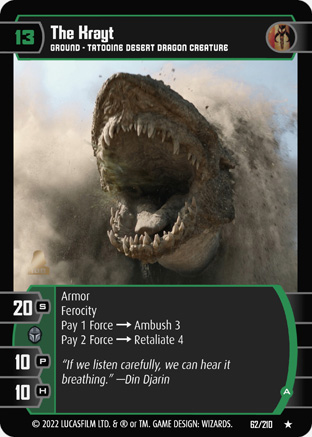 13
The Krayt
GROUND - TATOOINE DESERT DRAGON CREATURE
20 S
10 P
10 H
Armor
Ferocity
Pay 1 Force → Ambush 3
Pay 2 Force → Retaliate 4
“If we listen carefully, we can hear it
breathing.” —Din Djarin
A
© 2022 LUCASFILM LTD. & ® or TM. GAME DESIGN: WIZARDS. 62/210 ★